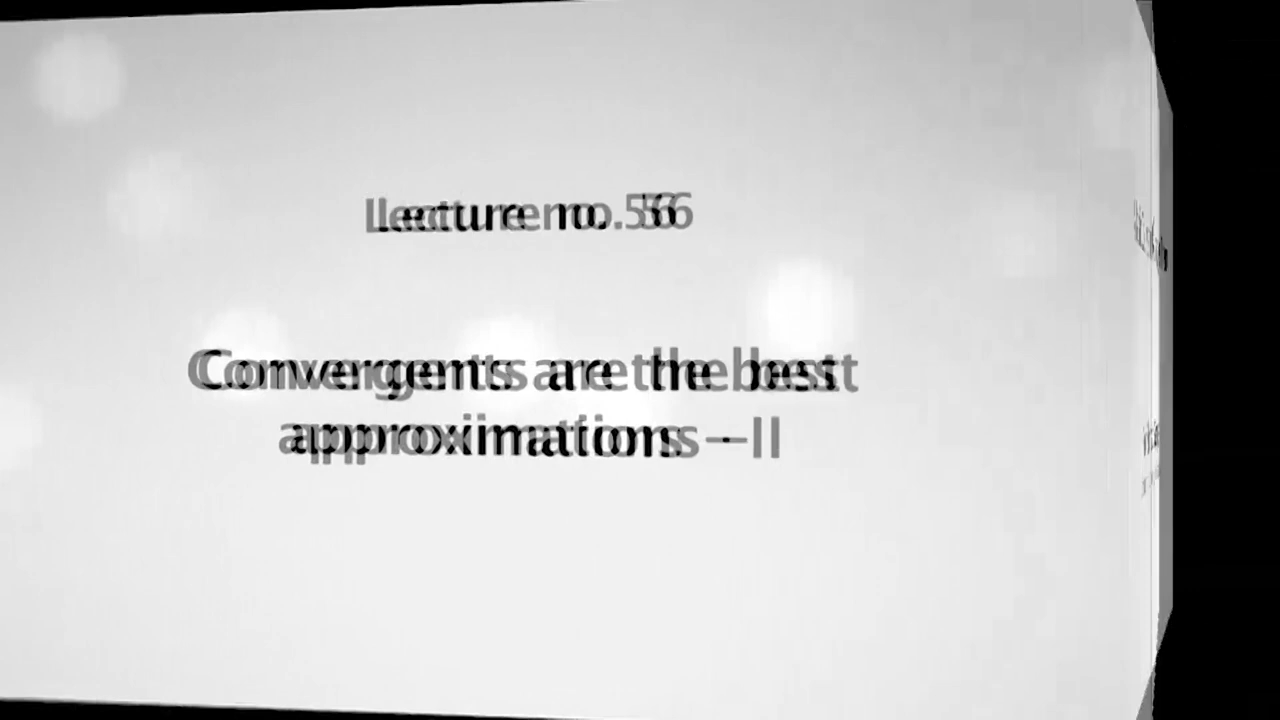 Lecture no. 56
Convergents are the best
approximations – II